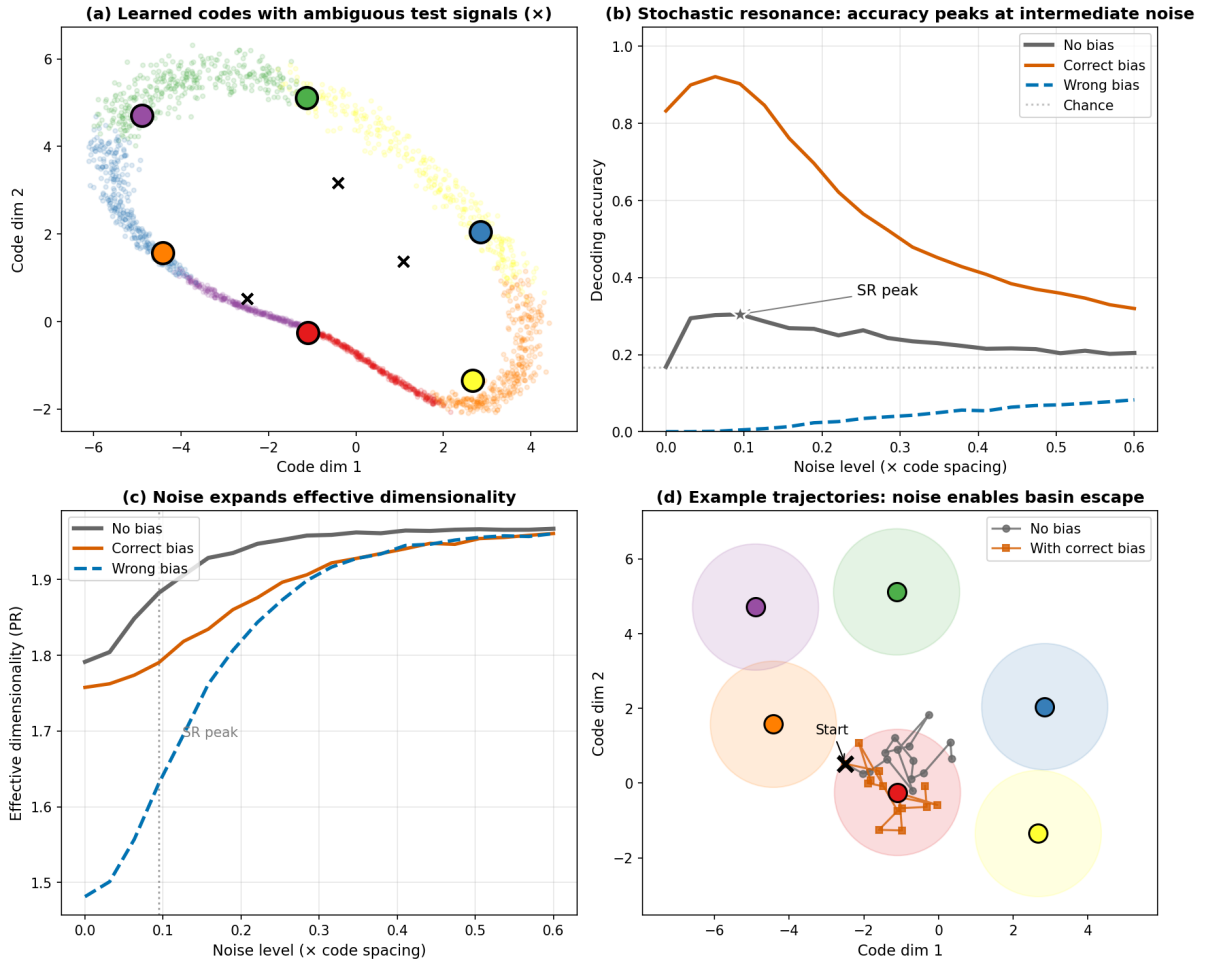 (a) Learned codes with ambiguous test signals (×)
6
4
2
0
−2
−6
−4
−2
0
2
4
Code dim 1
Code dim 2
(b) Stochastic resonance: accuracy peaks at intermediate noise
1.0
0.8
0.6
0.4
0.2
0.0
0.0
0.1
0.2
0.3
0.4
0.5
0.6
Noise level (× code spacing)
Decoding accuracy
No bias
Correct bias
Wrong bias
Chance
SR peak
(c) Noise expands effective dimensionality
1.9
1.8
1.7
1.6
1.5
0.0
0.1
0.2
0.3
0.4
0.5
0.6
Noise level (× code spacing)
Effective dimensionality (PR)
No bias
Correct bias
Wrong bias
SR peak
(d) Example trajectories: noise enables basin escape
6
4
2
0
−2
−6
−4
−2
0
2
4
Code dim 1
Code dim 2
No bias
With correct bias
Start